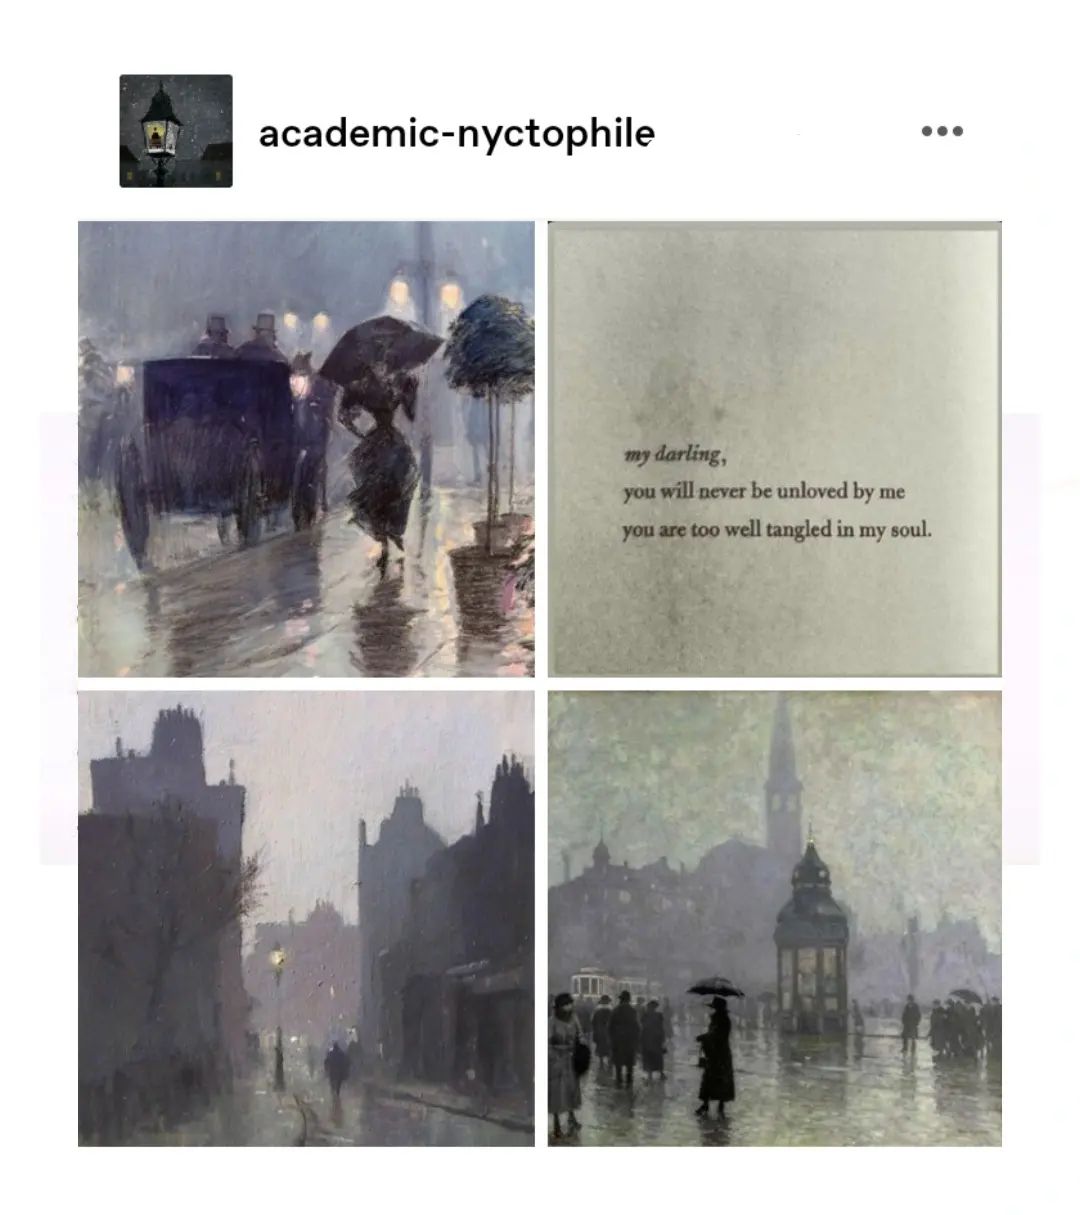 academic-nyctophile
my darling,
you will never be unloved by me
you are too well tangled in my soul.